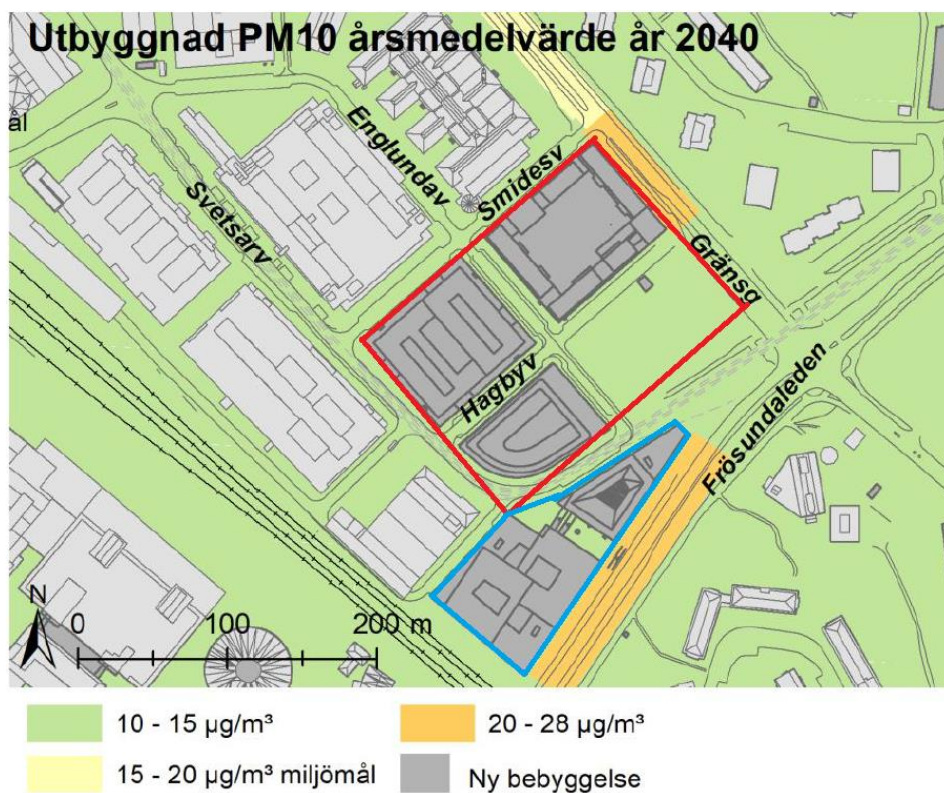 Utbyggnad PM10 årsmedelvärde år 2040
ål
Englundav
Smidesv
Svetsarv
Gränsg
Hagbyv
Frösundaleden
N
0 100 200 m
10 - 15 µg/m³
20 - 28 µg/m³
15 - 20 µg/m³ miljömål
Ny bebyggelse